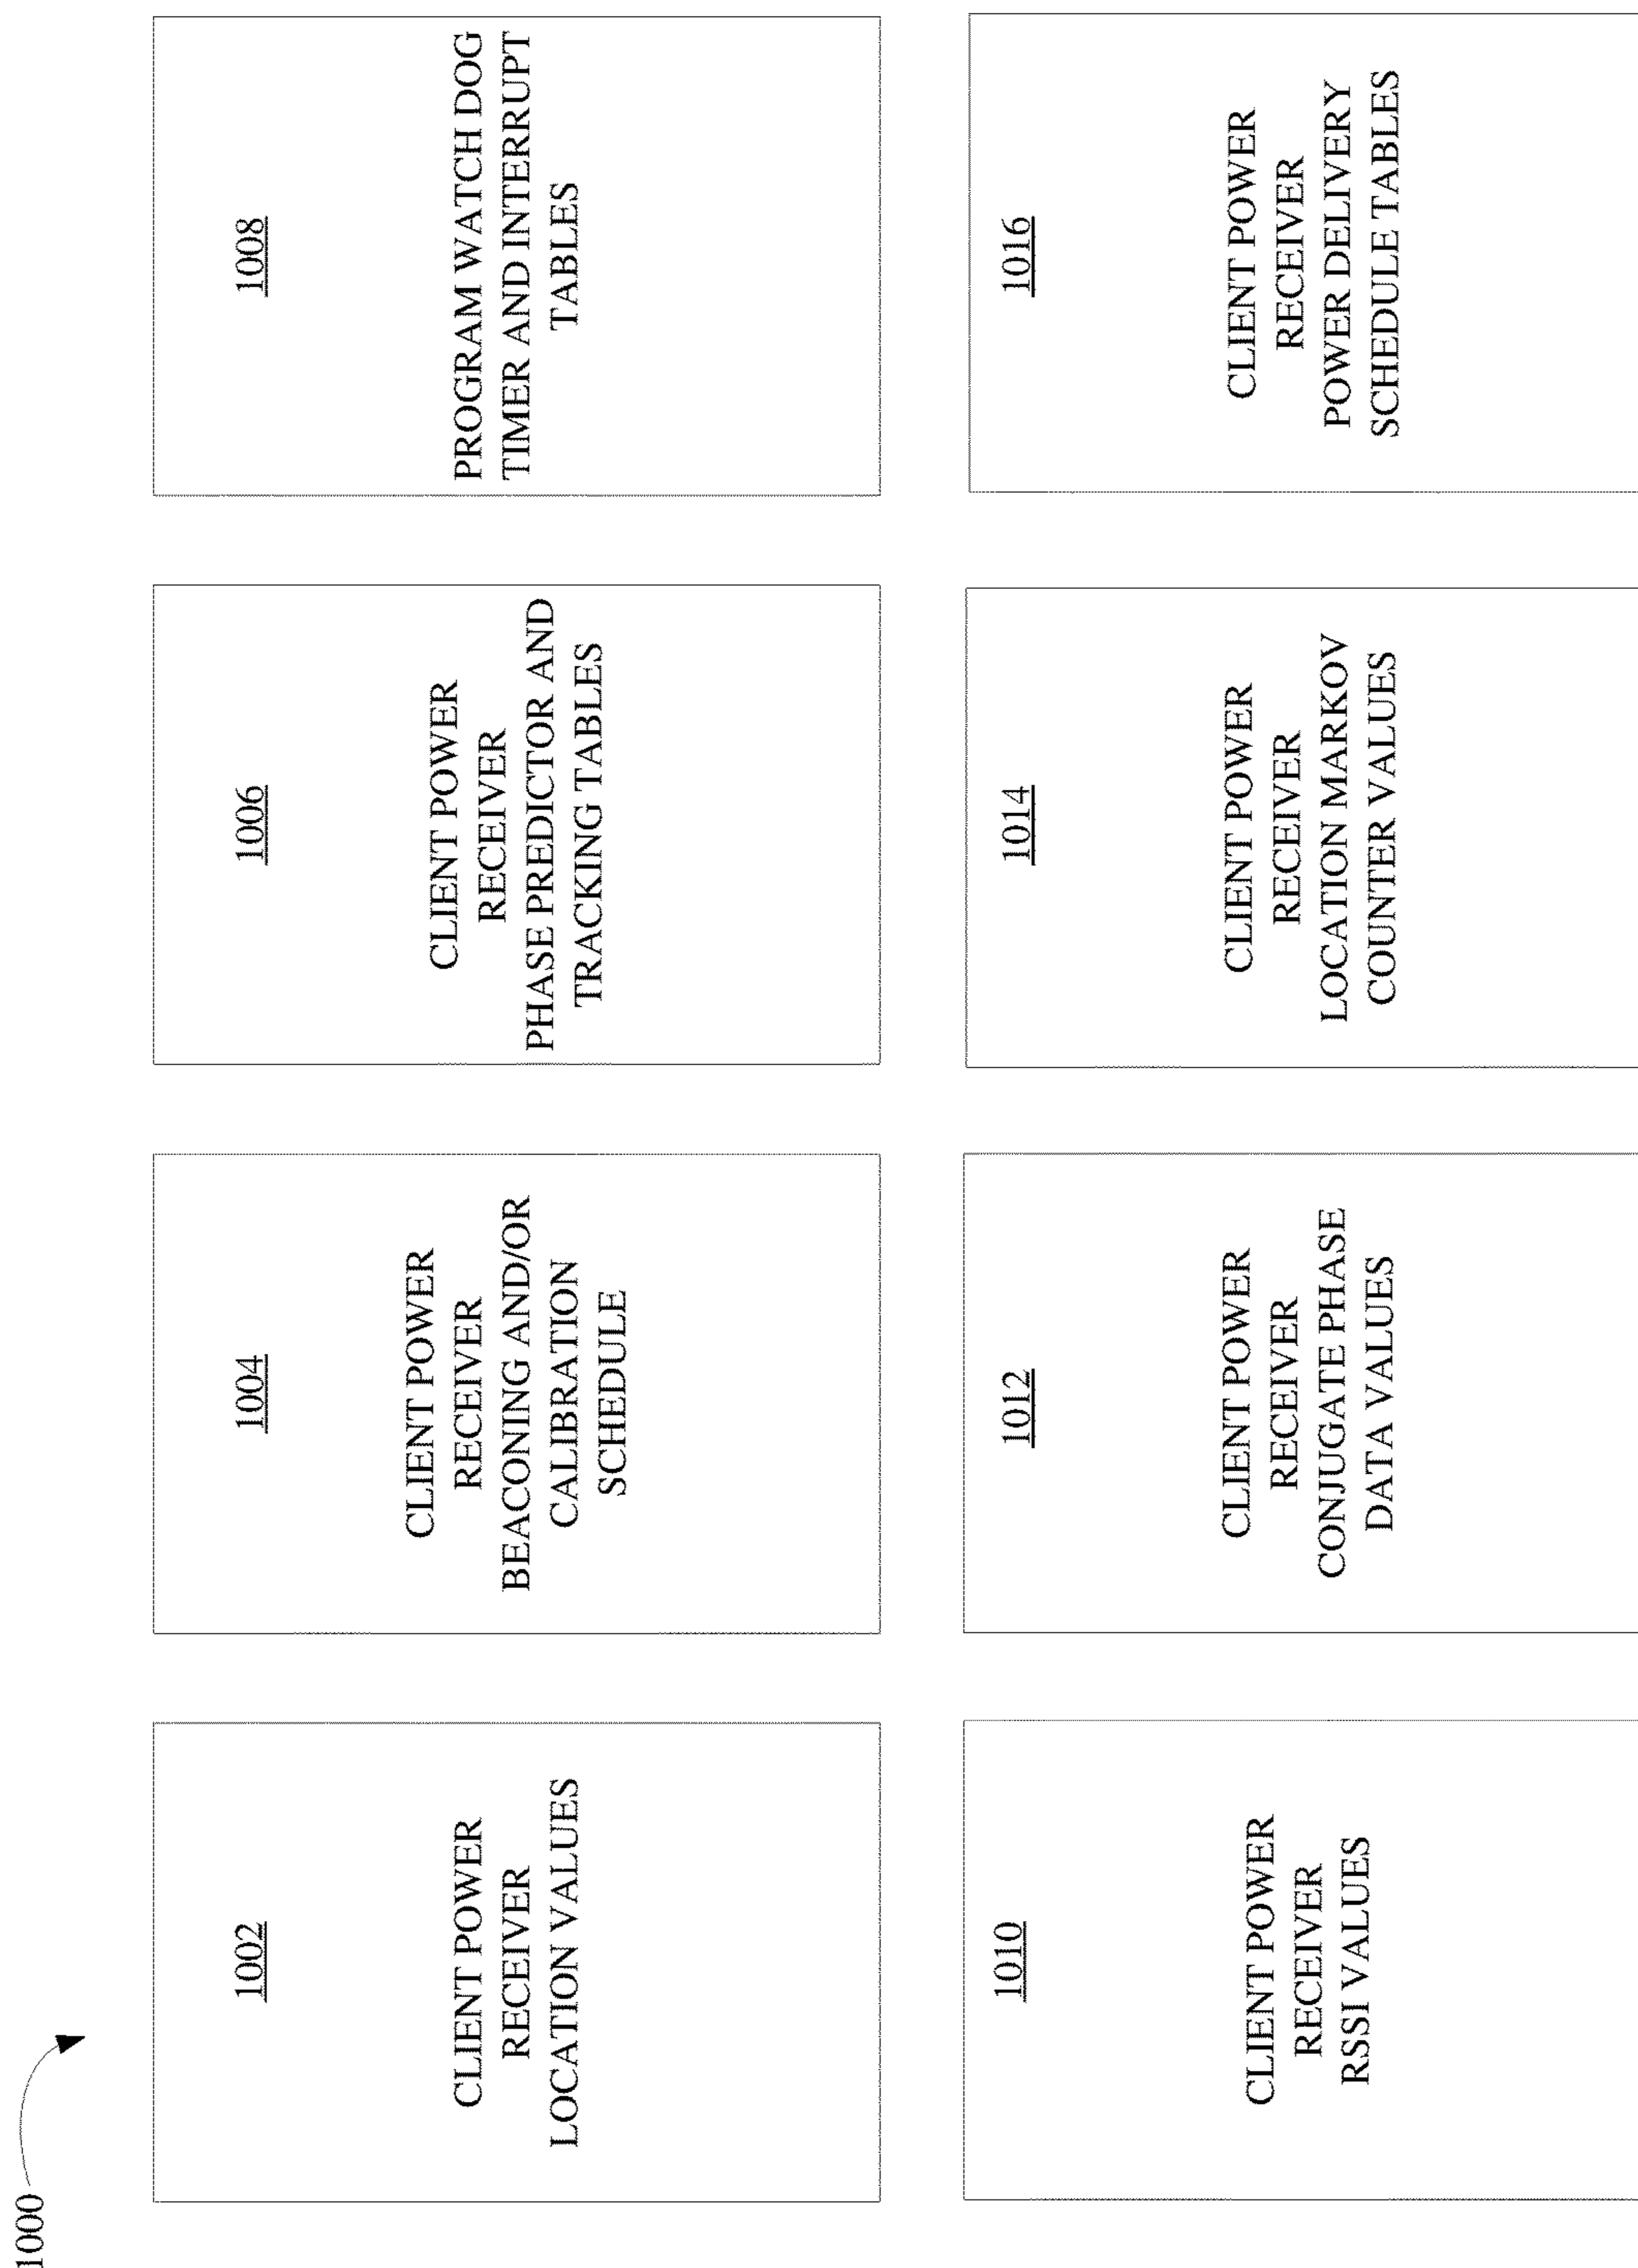 1000
1002
CLIENT POWER
RECEIVER
LOCATION VALUES
1004
CLIENT POWER
RECEIVER
BEACONING AND/OR
CALIBRATION
SCHEDULE
1006
CLIENT POWER
RECEIVER
PHASE PREDICTOR AND
TRACKING TABLES
1008
PROGRAM WATCH DOG
TIMER AND INTERRUPT
TABLES
1010
CLIENT POWER
RECEIVER
RSSI VALUES
1012
CLIENT POWER
RECEIVER
CONJUGATE PHASE
DATA VALUES
1014
CLIENT POWER
RECEIVER
LOCATION MARKOV
COUNTER VALUES
1016
CLIENT POWER
RECEIVER
POWER DELIVERY
SCHEDULE TABLES